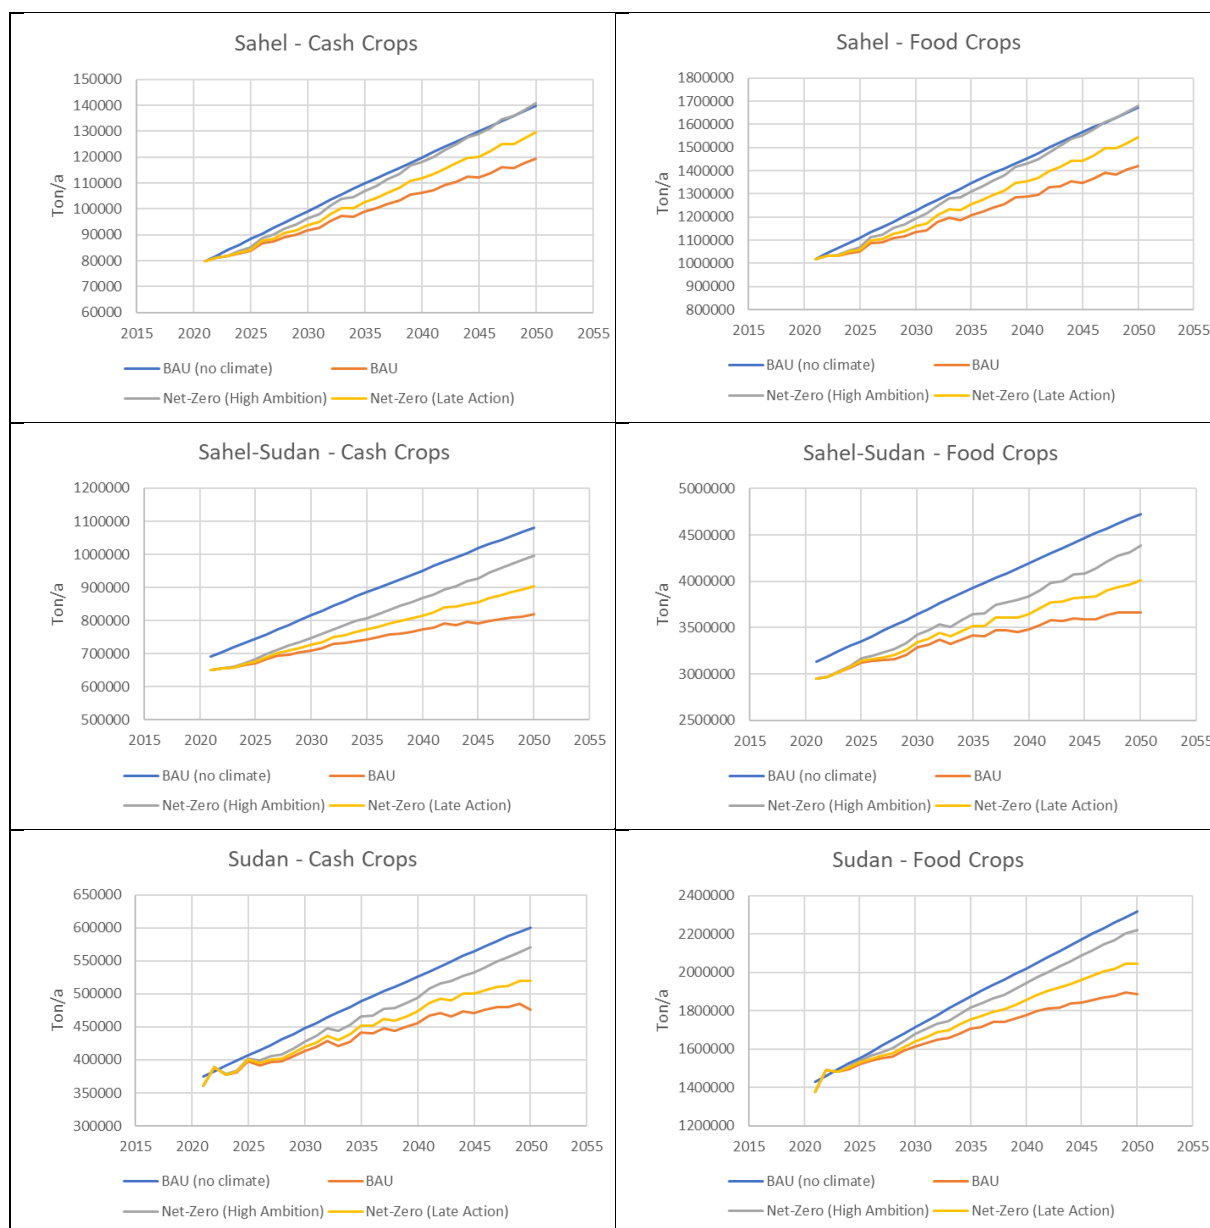 Sahel - Cash Crops
150000
140000
130000
120000
110000
100000
90000
80000
70000
60000
Ton/a
2015 2020 2025 2030 2035 2040 2045 2050 2055
BAU (no climate) BAU
Net-Zero (High Ambition) Net-Zero (Late Action)
Sahel - Food Crops
1800000
1700000
1600000
1500000
1400000
1300000
1200000
1100000
1000000
900000
800000
Ton/a
2015 2020 2025 2030 2035 2040 2045 2050 2055
BAU (no climate) BAU
Net-Zero (High Ambition) Net-Zero (Late Action)
Sahel-Sudan - Cash Crops
1200000
1100000
1000000
900000
800000
700000
600000
500000
Ton/a
2015 2020 2025 2030 2035 2040 2045 2050 2055
BAU (no climate) BAU
Net-Zero (High Ambition) Net-Zero (Late Action)
Sahel-Sudan - Food Crops
5000000
4500000
4000000
3500000
3000000
2500000
Ton/a
2015 2020 2025 2030 2035 2040 2045 2050 2055
BAU (no climate) BAU
Net-Zero (High Ambition) Net-Zero (Late Action)
Sudan - Cash Crops
650000
600000
550000
500000
450000
400000
350000
300000
Ton/a
2015 2020 2025 2030 2035 2040 2045 2050 2055
BAU (no climate) BAU
Net-Zero (High Ambition) Net-Zero (Late Action)
Sudan - Food Crops
2400000
2200000
2000000
1800000
1600000
1400000
1200000
Ton/a
2015 2020 2025 2030 2035 2040 2045 2050 2055
BAU (no climate) BAU
Net-Zero (High Ambition) Net-Zero (Late Action)